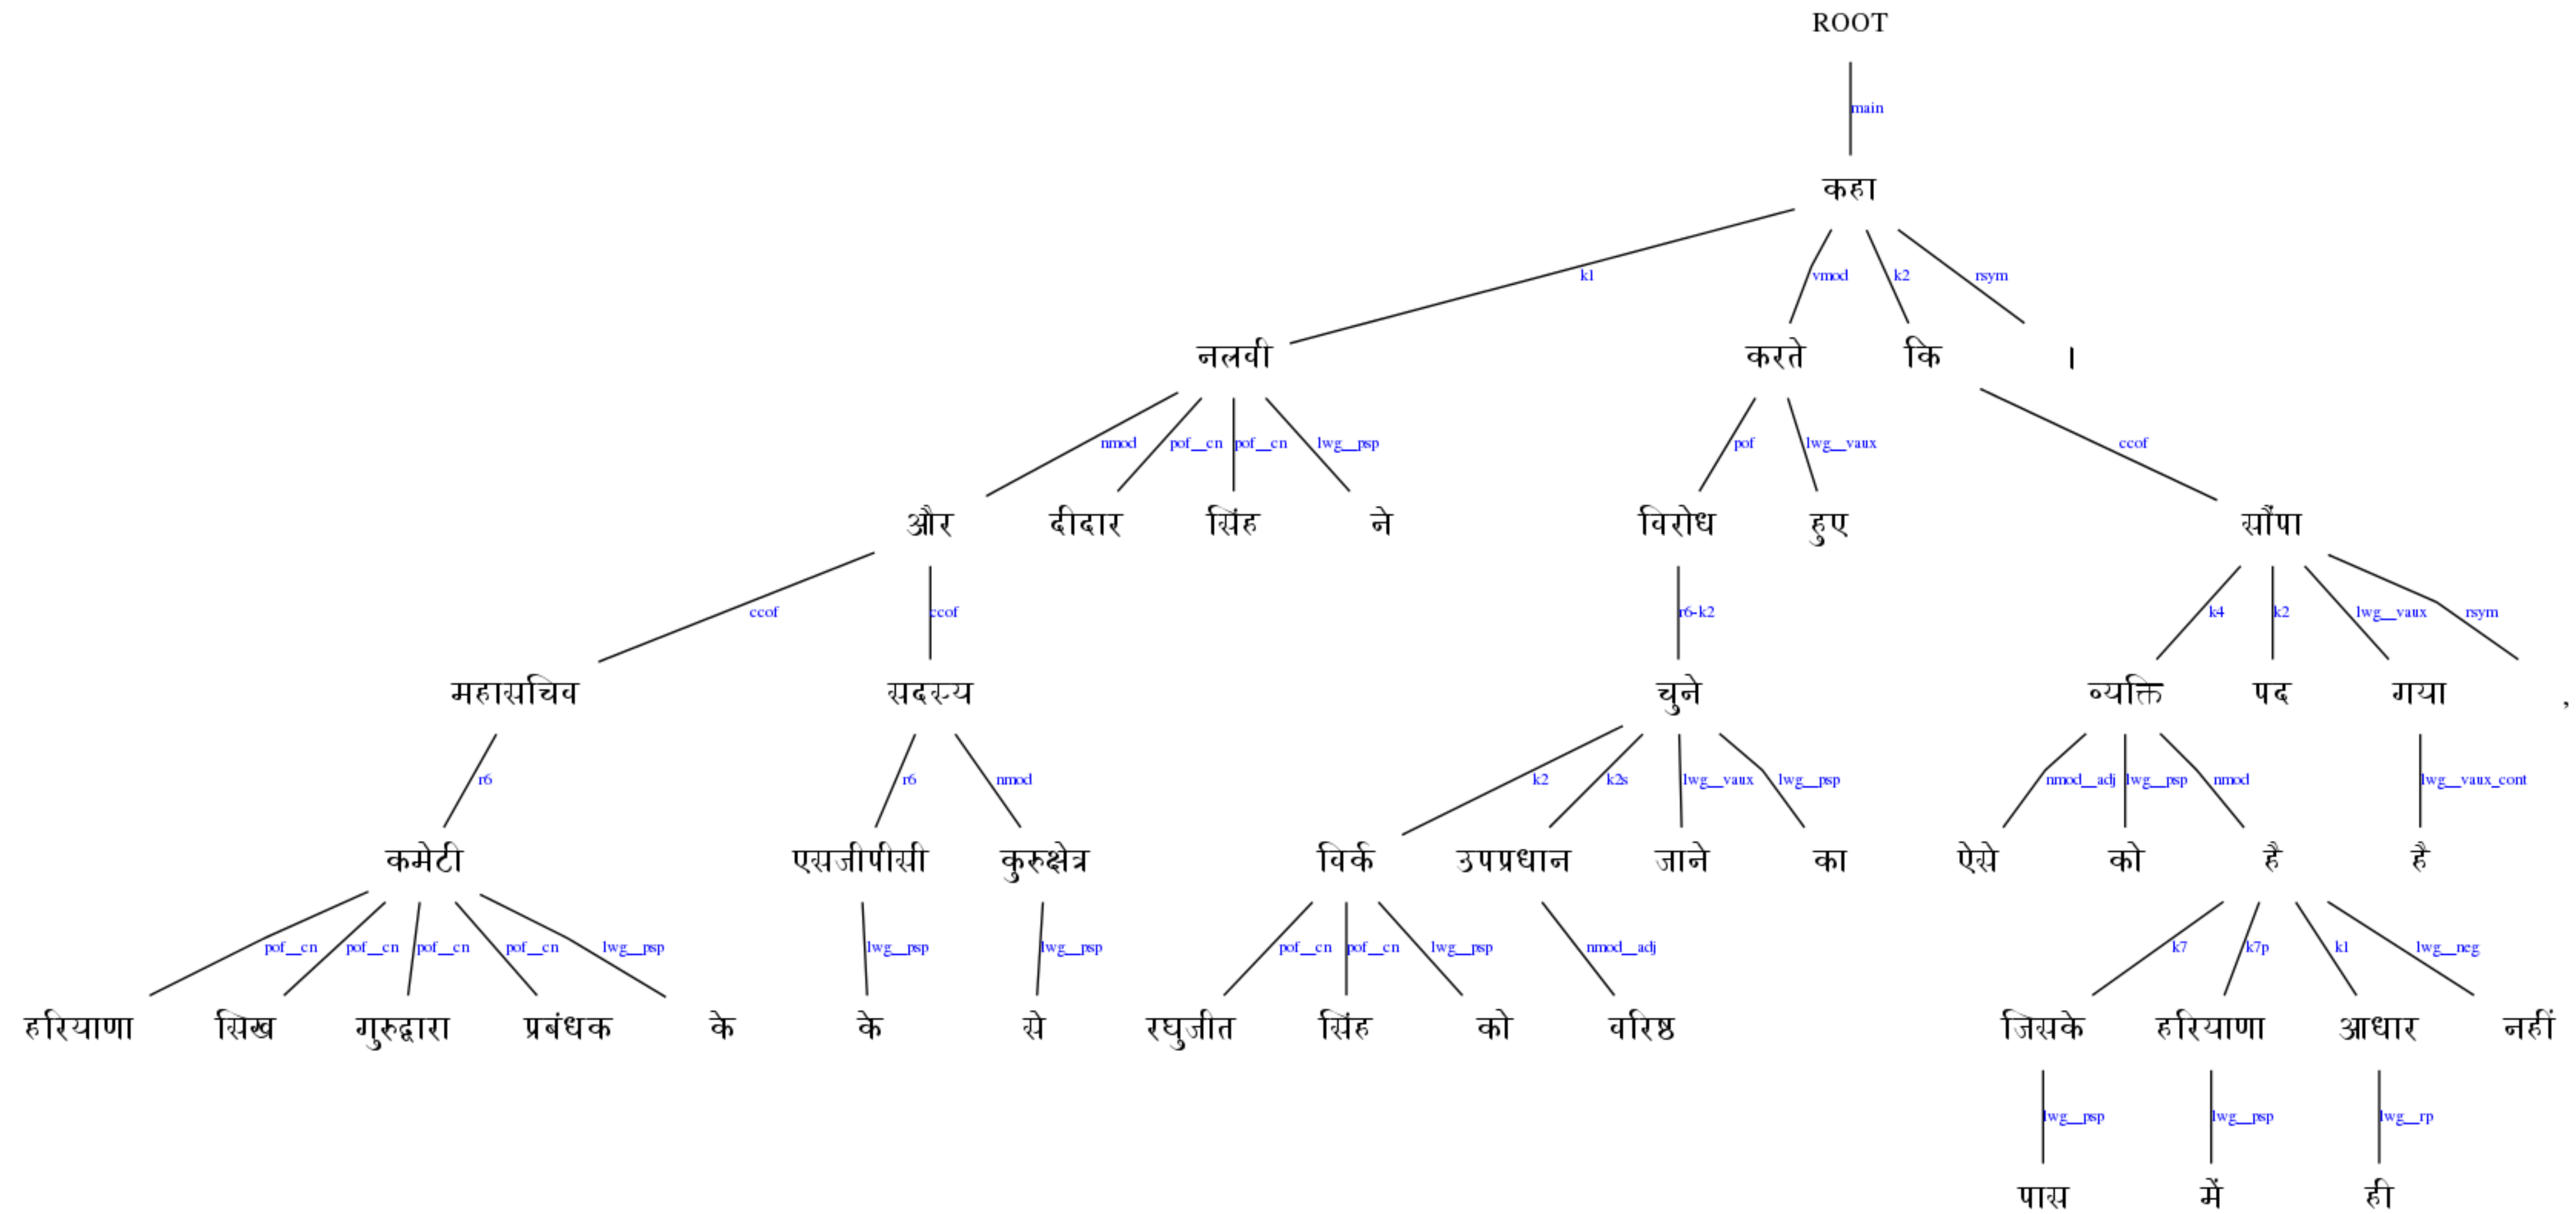 ROOT
main
कहा
k1 vmod k2 rsym
नलवी करते कि ।
nmod pof__cn pof__cn lwg__psp pof lwg__vaux ccof
और दीदार सिंह ने विरोध हुए सौंपा
ccof ccof r6-k2 k4 k2 lwg__vaux rsym
महासचिव सदस्य चुने व्यक्ति पद गया ,
r6 r6 nmod k2 k2s lwg__vaux lwg__psp nmod__adj lwg__psp nmod lwg__vaux_cont
कमेटी एसजीपीसी कुरुक्षेत्र विर्क उपप्रधान जाने का ऐसे को है है
pof__cn pof__cn pof__cn pof__cn lwg__psp lwg__psp lwg__psp pof__cn pof__cn lwg__psp nmod__adj k7 k7p k1 lwg__neg
हरियाणा सिख गुरुद्वारा प्रबंधक के के से रघुजीत सिंह को वरिष्ठ जिसके हरियाणा आधार नहीं
lwg__psp lwg__psp lwg__rp
पास में ही